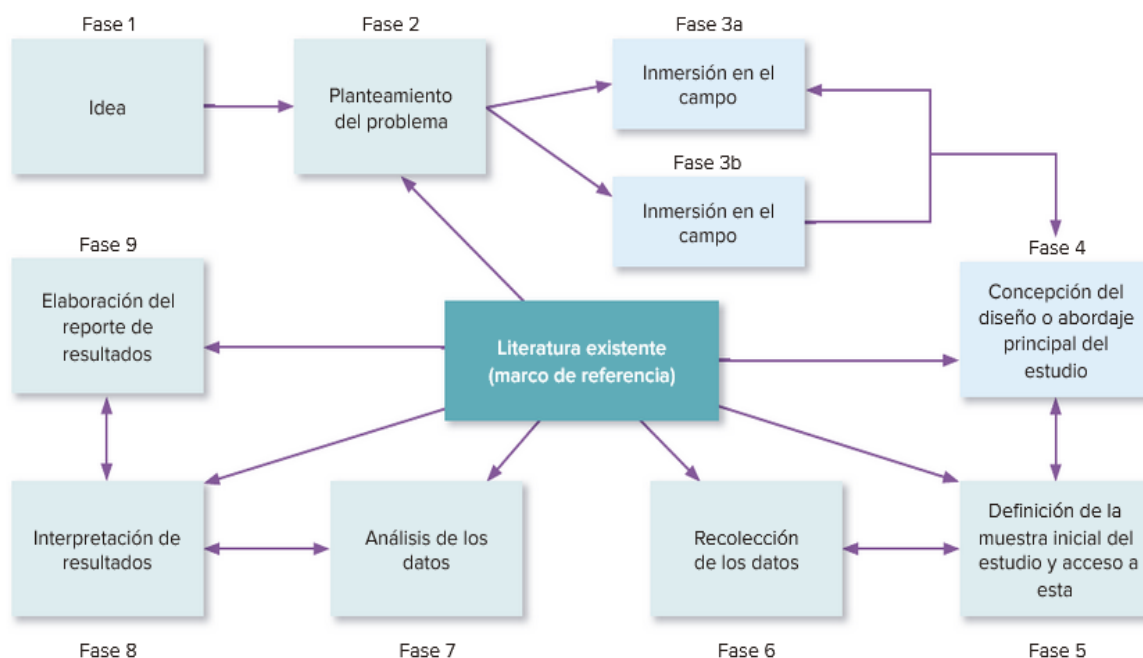 Fase 1
Idea
Fase 2
Planteamiento
del problema
Fase 3a
Inmersión en el
campo
Fase 3b
Inmersión en el
campo
Fase 4
Concepción del
diseño o abordaje
principal del
estudio
Fase 9
Elaboración del
reporte de
resultados
Literatura existente
(marco de referencia)
Interpretación de
resultados
Fase 8
Análisis de los
datos
Fase 7
Recolección
de los datos
Fase 6
Definición de la
muestra inicial del
estudio y acceso a
esta
Fase 5